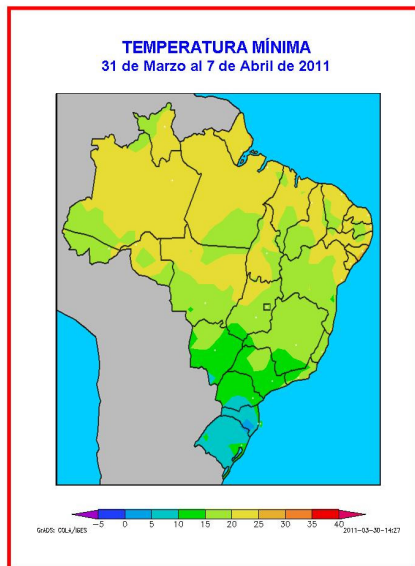 TEMPERATURA MÍNIMA
31 de Marzo al 7 de Abril de 2011
-5 0 5 10 15 20 25 30 35 40
GrADS: COLA/IGES 2011-03-30-14:27